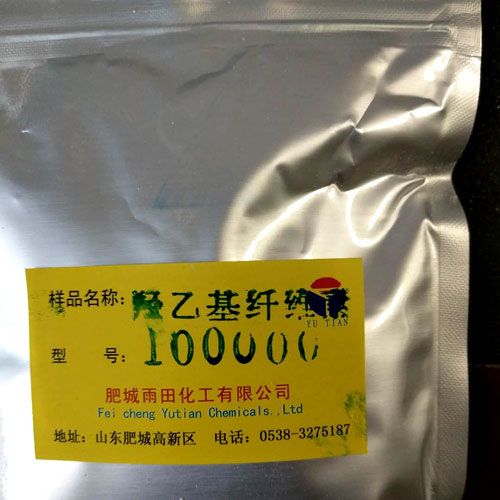 样品名称：羟乙基纤维素
YU TIAN
型 号：100000
肥城雨田化工有限公司
Fei cheng Yutian Chemicals.,Ltd
地址：山东肥城高新区 电话：0538-3275187